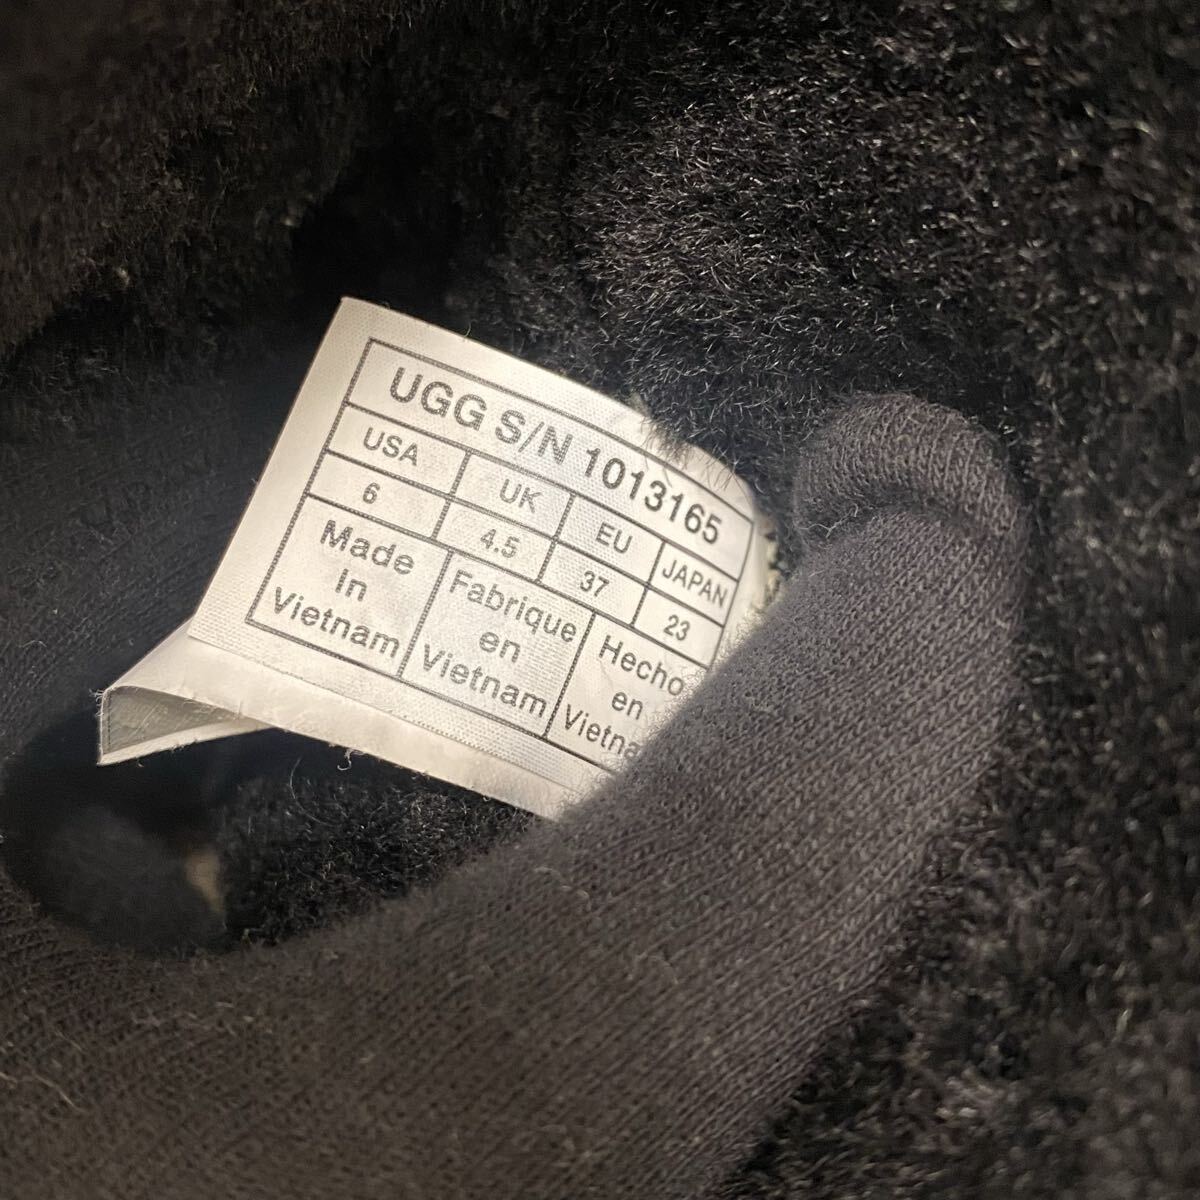 UGG S/N 1013165
USA UK EU JAPAN
6 4.5 37 23
Made
In
Vietnam
Fabrique
en
Vietnam
Hecho
en